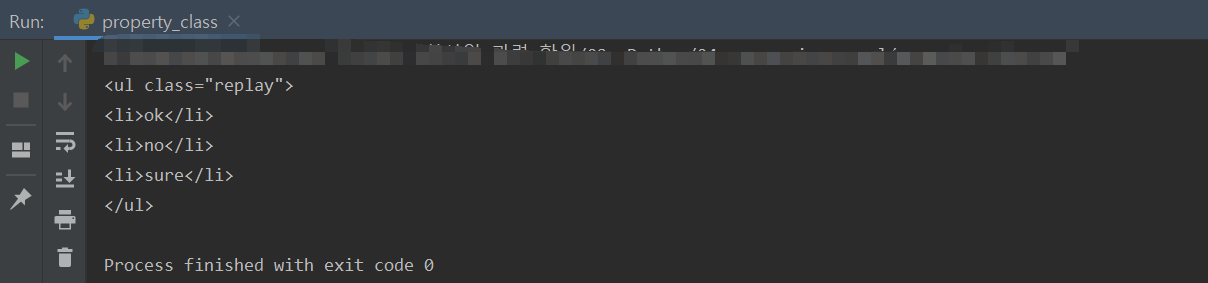 Run: property_class
<ul class="replay">
<li>ok</li>
<li>no</li>
<li>sure</li>
</ul>
Process finished with exit code 0